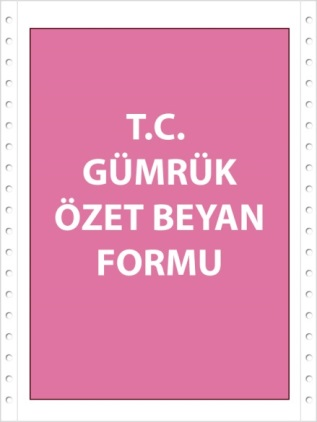 T.C.
GÜMRÜK
ÖZET BEYAN
FORMU